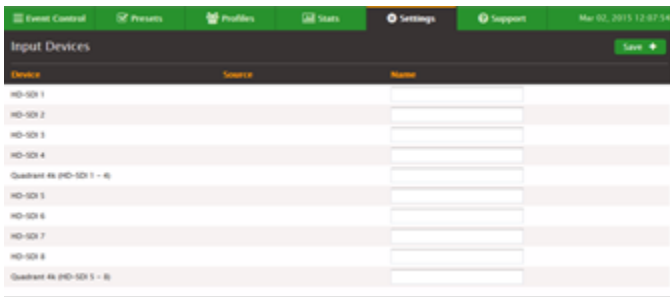 Event Control Presets Profiles Stats Settings Support Mar 02, 2015 12:07:54
Input Devices Save +
Device Source Name
HD-SDI 1
HD-SDI 2
HD-SDI 3
HD-SDI 4
Quadrant 4k (HD-SDI 1 - 4)
HD-SDI 5
HD-SDI 6
HD-SDI 7
HD-SDI 8
Quadrant 4k (HD-SDI 5 - 8)